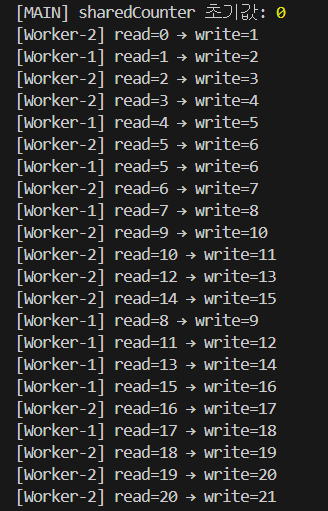 [MAIN] sharedCounter 초기값: 0
[Worker-2] read=0 → write=1
[Worker-1] read=1 → write=2
[Worker-2] read=2 → write=3
[Worker-2] read=3 → write=4
[Worker-1] read=4 → write=5
[Worker-2] read=5 → write=6
[Worker-1] read=5 → write=6
[Worker-2] read=6 → write=7
[Worker-1] read=7 → write=8
[Worker-2] read=9 → write=10
[Worker-2] read=10 → write=11
[Worker-2] read=12 → write=13
[Worker-2] read=14 → write=15
[Worker-1] read=8 → write=9
[Worker-1] read=11 → write=12
[Worker-1] read=13 → write=14
[Worker-1] read=15 → write=16
[Worker-2] read=16 → write=17
[Worker-1] read=17 → write=18
[Worker-2] read=18 → write=19
[Worker-1] read=19 → write=20
[Worker-2] read=20 → write=21